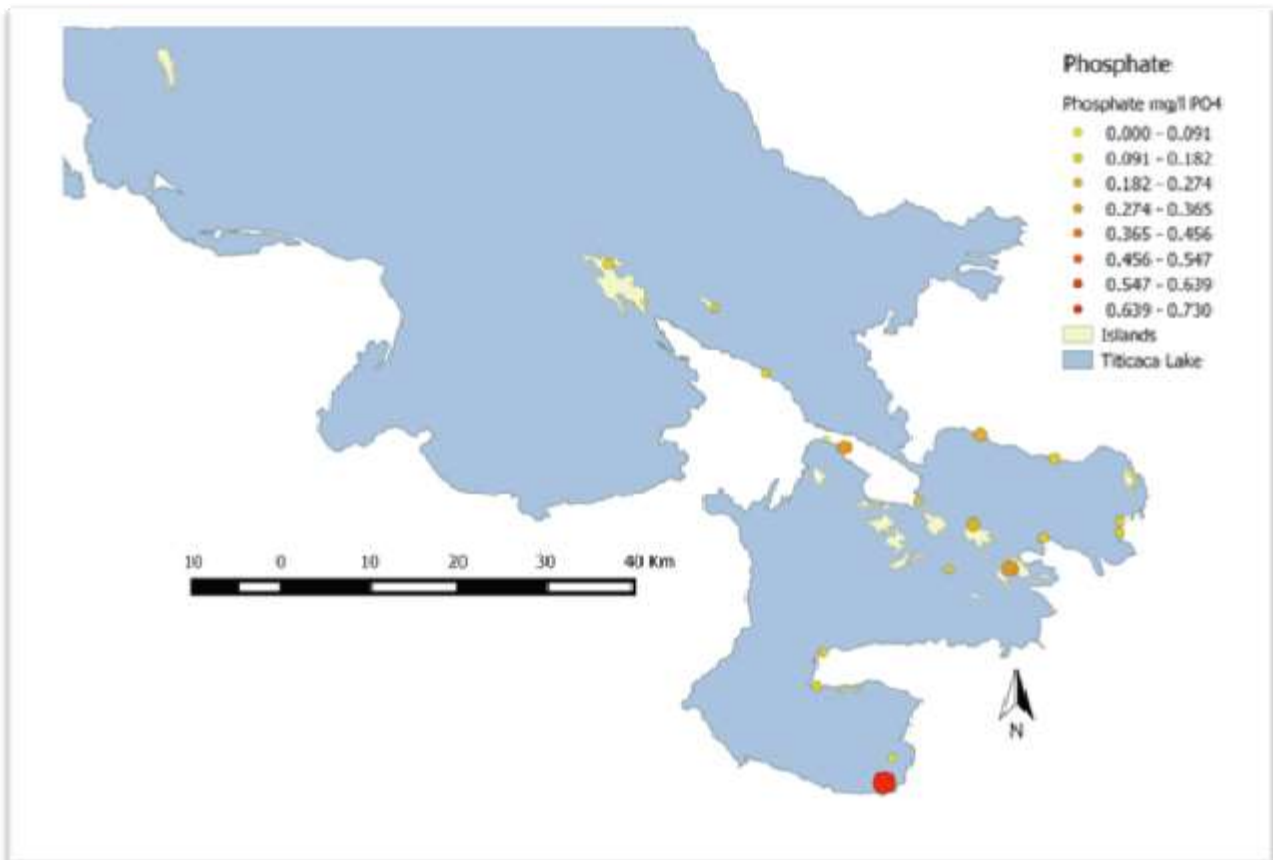 Phosphate
Phosphate mg/l PO4
0.000 - 0.091
0.091 - 0.182
0.182 - 0.274
0.274 - 0.365
0.365 - 0.456
0.456 - 0.547
0.547 - 0.639
0.639 - 0.730
Islands
Titicaca Lake
10 0 10 20 30 40 Km
N